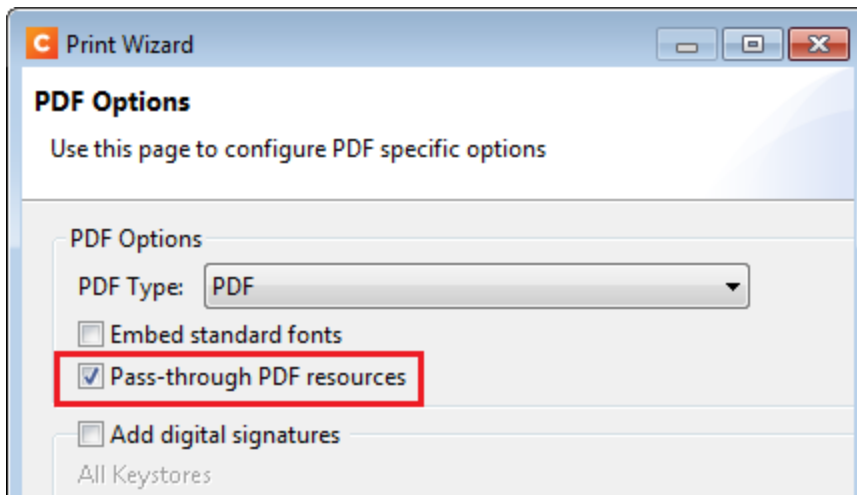 C Print Wizard
PDF Options
Use this page to configure PDF specific options
PDF Options
PDF Type: PDF
Embed standard fonts
Pass-through PDF resources
Add digital signatures
All Keystores